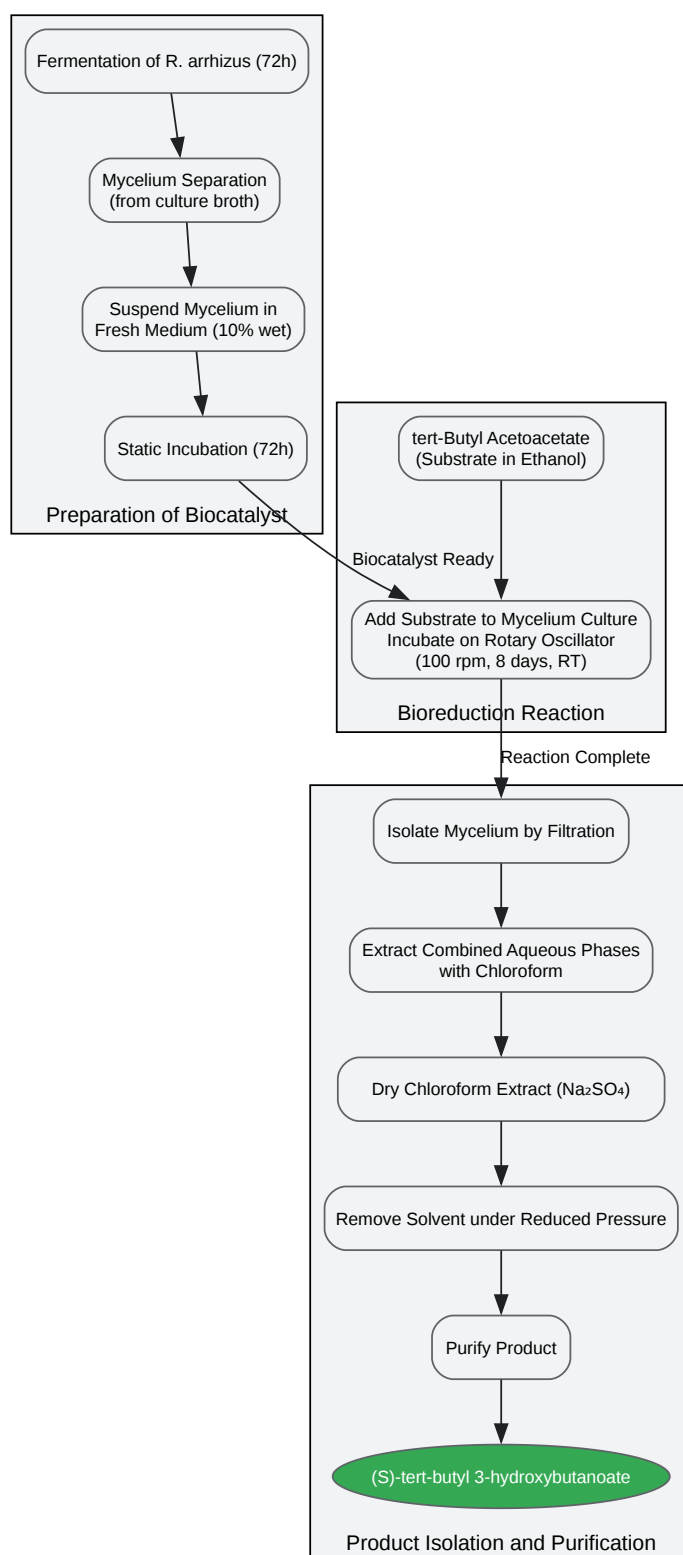 Fermentation of R. arrhizus (72h)
Mycelium Separation
(from culture broth)
Suspend Mycelium in
Fresh Medium (10% wet)
Static Incubation (72h)
Preparation of Biocatalyst
tert-Butyl Acetoacetate
(Substrate in Ethanol)
Biocatalyst Ready
Add Substrate to Mycelium Culture
Incubate on Rotary Oscillator
(100 rpm, 8 days, RT)
Bioreduction Reaction
Reaction Complete
Isolate Mycelium by Filtration
Extract Combined Aqueous Phases
with Chloroform
Dry Chloroform Extract (Na₂SO₄)
Remove Solvent under Reduced Pressure
Purify Product
(S)-tert-butyl 3-hydroxybutanoate
Product Isolation and Purification